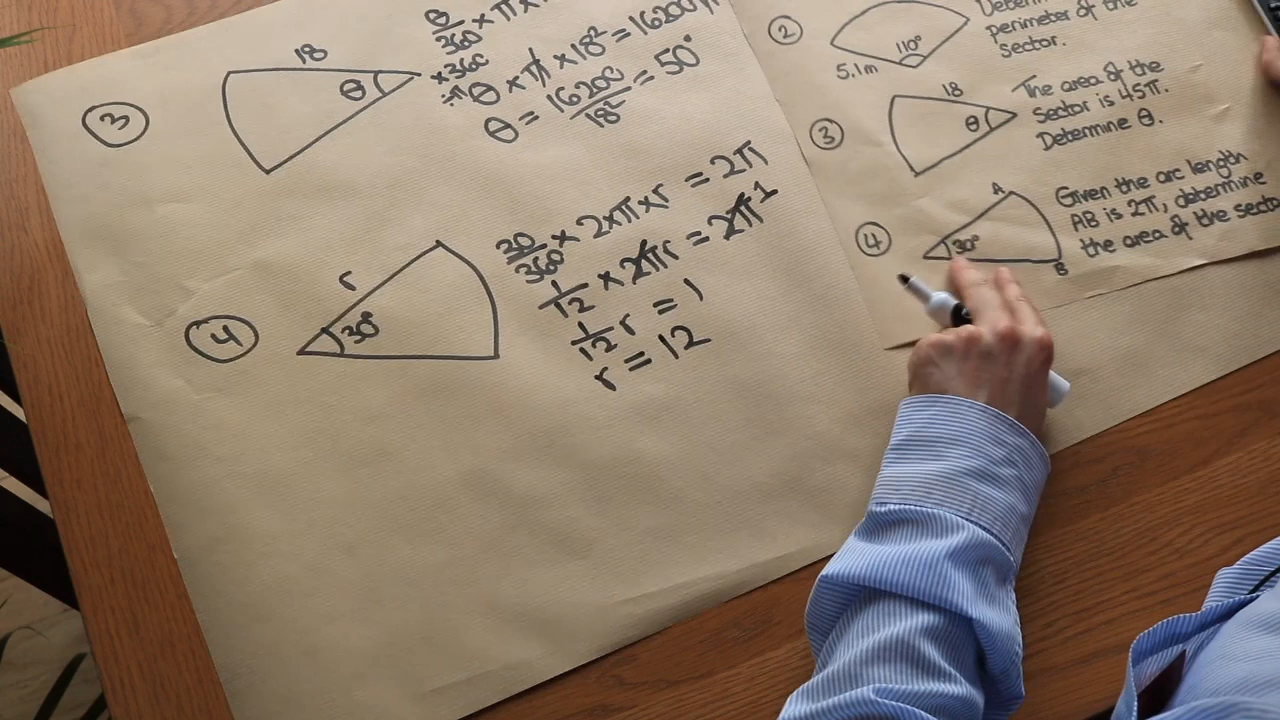 3
18
θ
θ/360 × π ×
×360
÷π
θ × π × 18² = 16200π
θ = 16200/18² = 50°
4
r
30°
30/360 × 2×π×r = 2π
1/12 × 2πr = 2π 1
1/12 r = 1
r = 12
2
110°
5.1m
perimeter of the
sector.
3
18
θ
The area of the
sector is 45π.
Determine θ.
4
A
30°
B
Given the arc length
AB is 2π, determine
the area of the